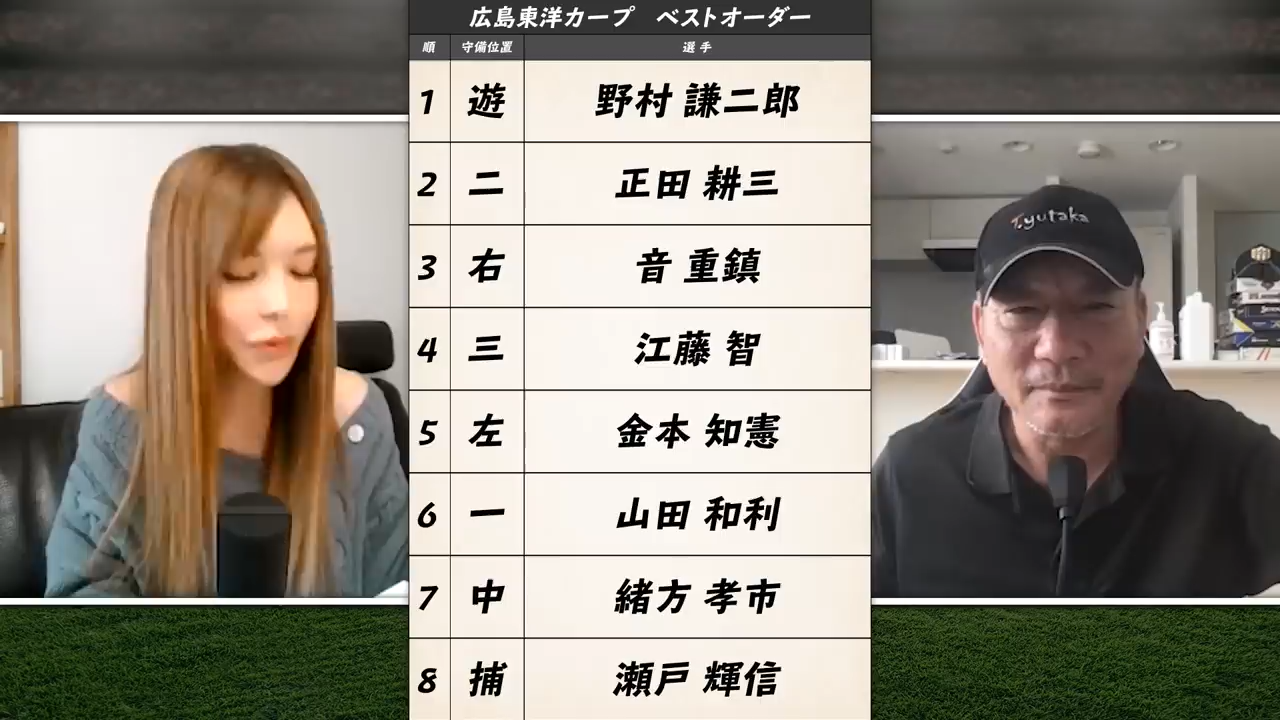 広島東洋カープ ベストオーダー
順 守備位置 選手
1 遊 野村 謙二郎
2 二 正田 耕三
3 右 音 重鎮
4 三 江藤 智
5 左 金本 知憲
6 一 山田 和利
7 中 緒方 孝市
8 捕 瀬戸 輝信
T.yutaka